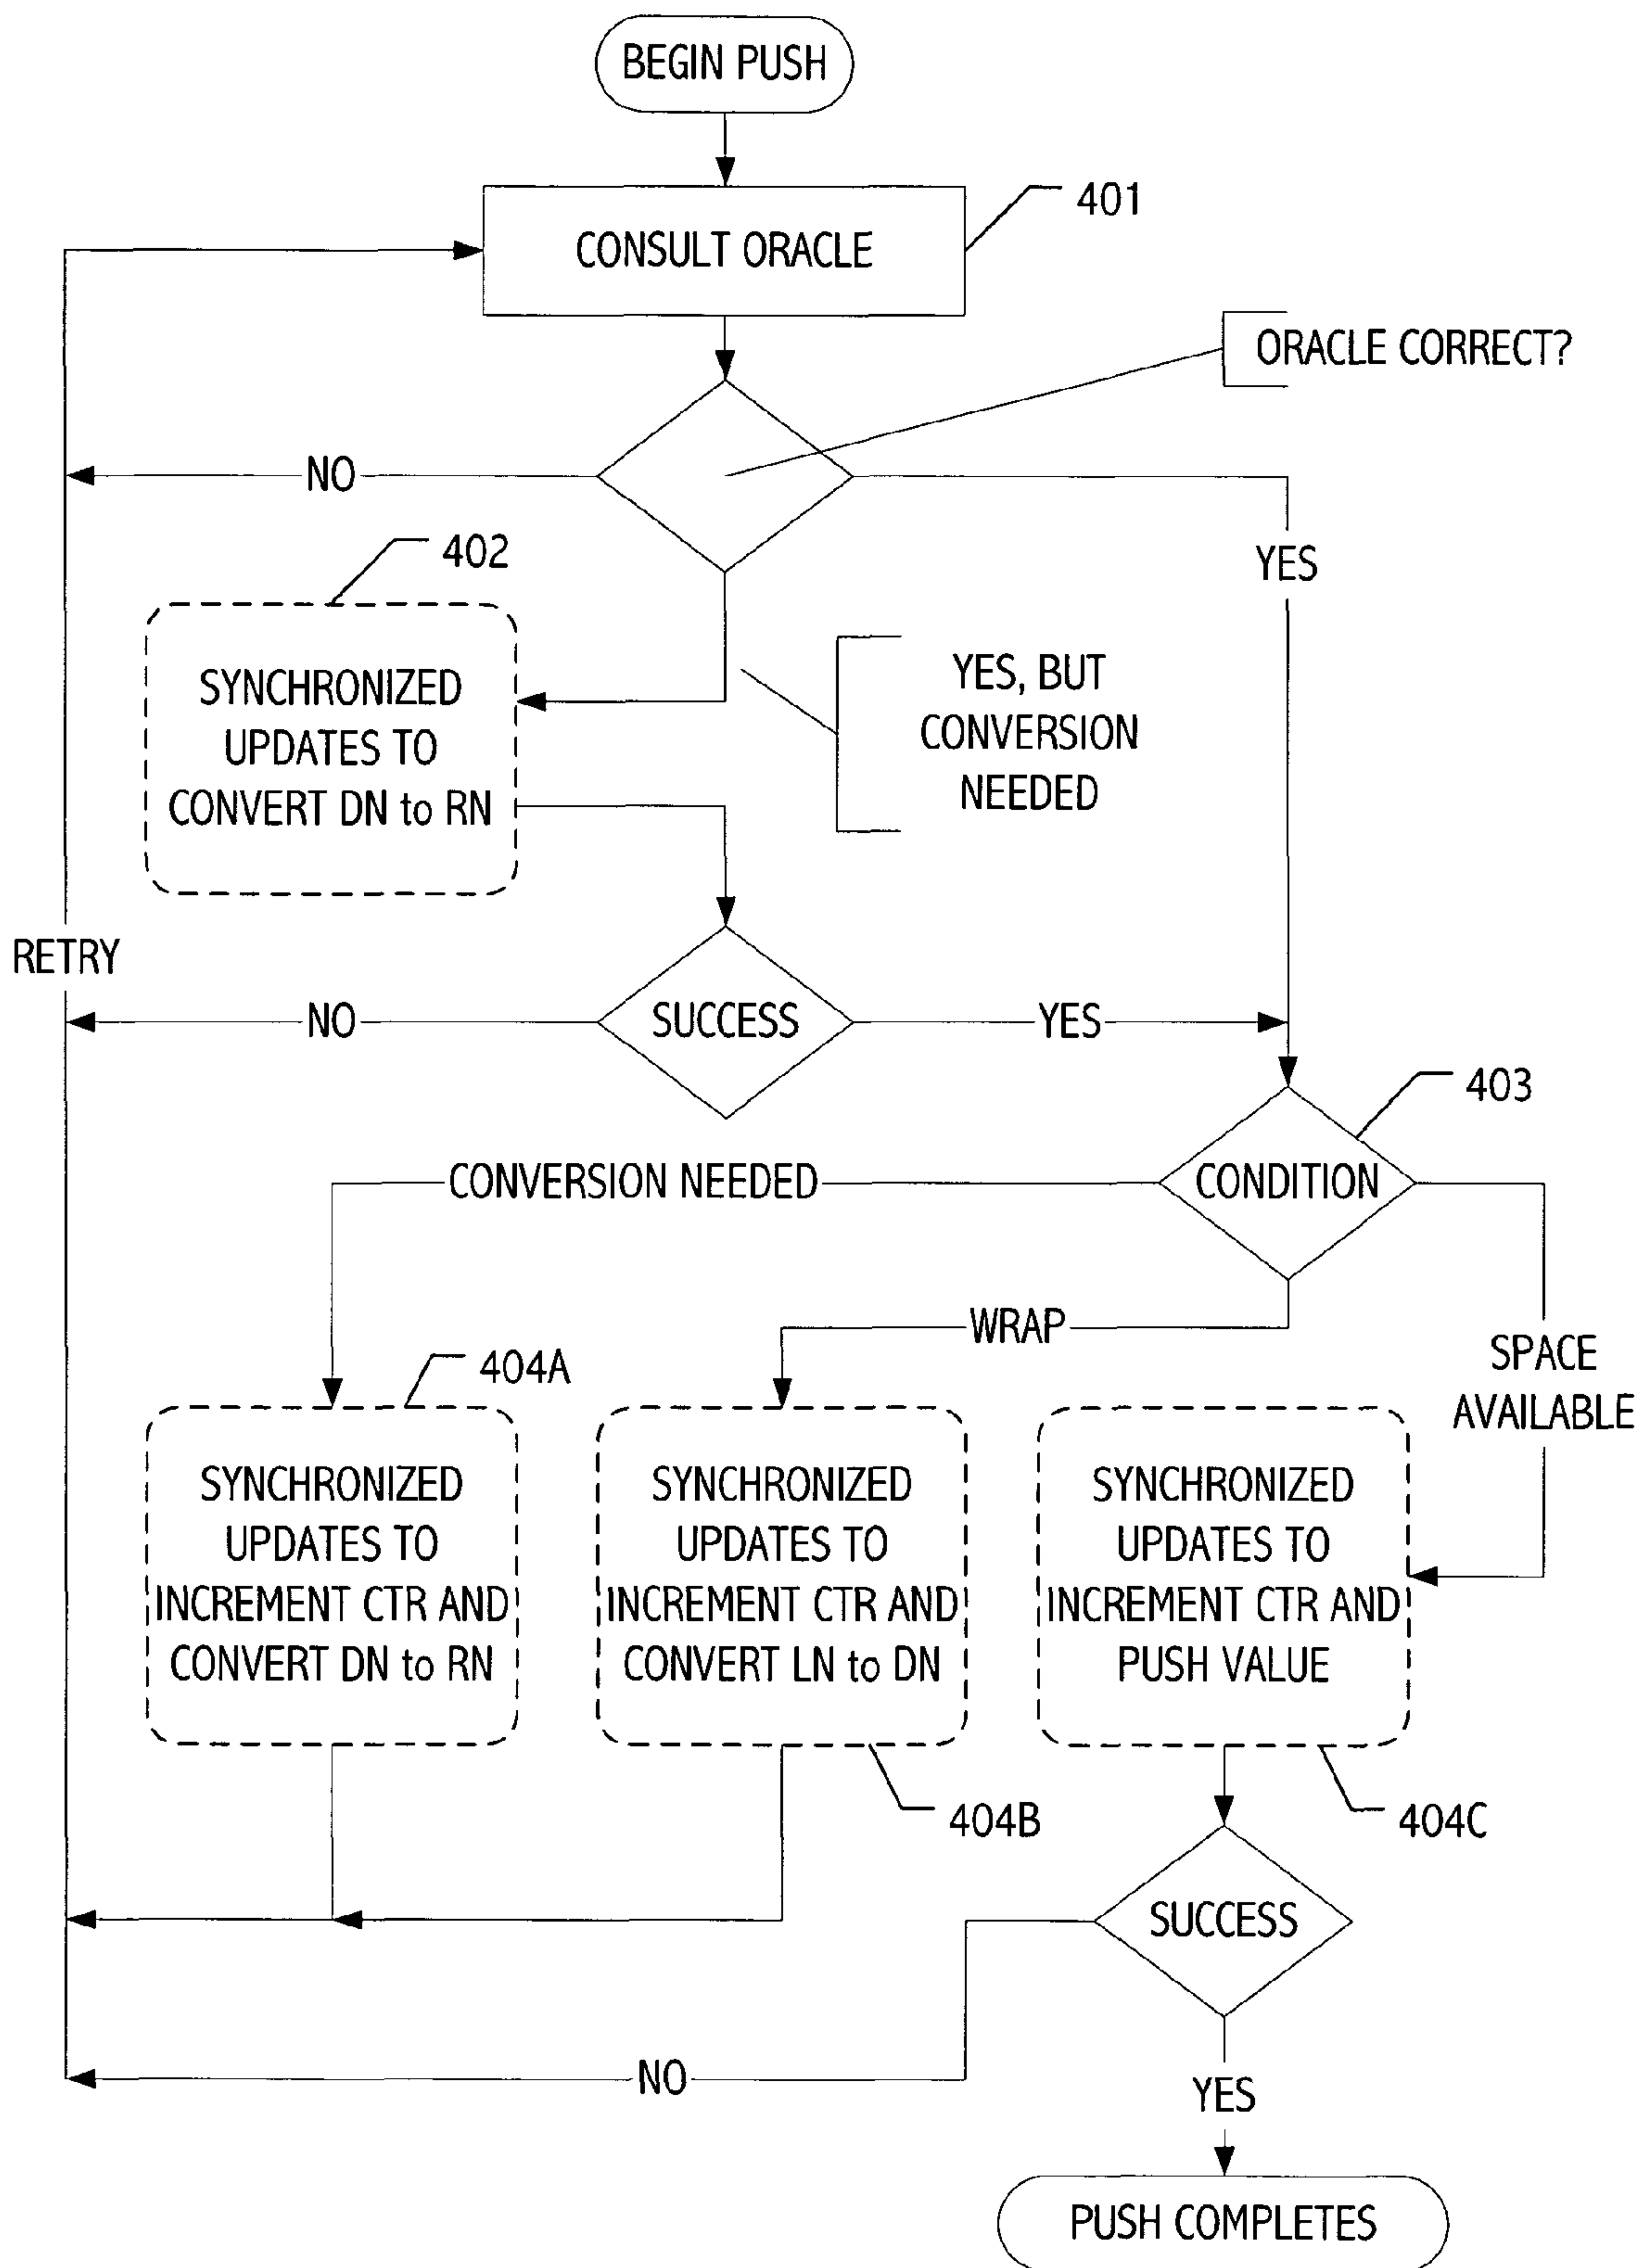 BEGIN PUSH
401
CONSULT ORACLE
ORACLE CORRECT?
NO
402
YES
SYNCHRONIZED
UPDATES TO
CONVERT DN to RN
YES, BUT
CONVERSION
NEEDED
RETRY
NO
SUCCESS
YES
403
CONVERSION NEEDED
CONDITION
WRAP
SPACE
AVAILABLE
404A
SYNCHRONIZED
UPDATES TO
INCREMENT CTR AND
CONVERT DN to RN
SYNCHRONIZED
UPDATES TO
INCREMENT CTR AND
CONVERT LN to DN
SYNCHRONIZED
UPDATES TO
INCREMENT CTR AND
PUSH VALUE
404B
404C
SUCCESS
NO
YES
PUSH COMPLETES